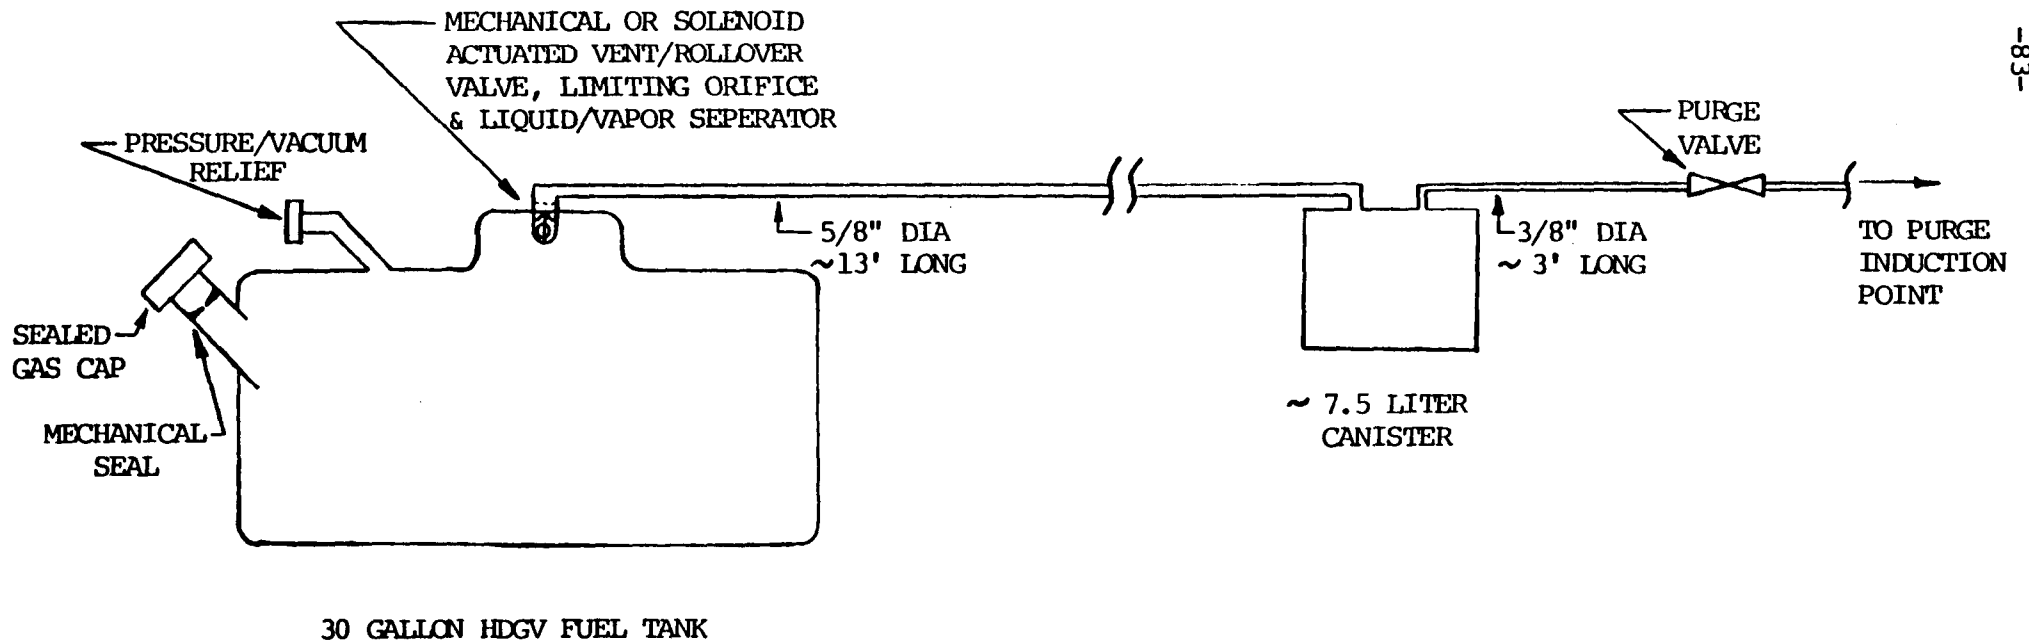 -83-
MECHANICAL OR SOLENOID
ACTUATED VENT/ROLLOVER
VALVE, LIMITING ORIFICE
& LIQUID/VAPOR SEPERATOR
PRESSURE/VACUUM
RELIEF
PURGE
VALVE
5/8" DIA
~13' LONG
3/8" DIA
~ 3' LONG
TO PURGE
INDUCTION
POINT
SEALED
GAS CAP
MECHANICAL
SEAL
~ 7.5 LITER
CANISTER
30 GALLON HDGV FUEL TANK